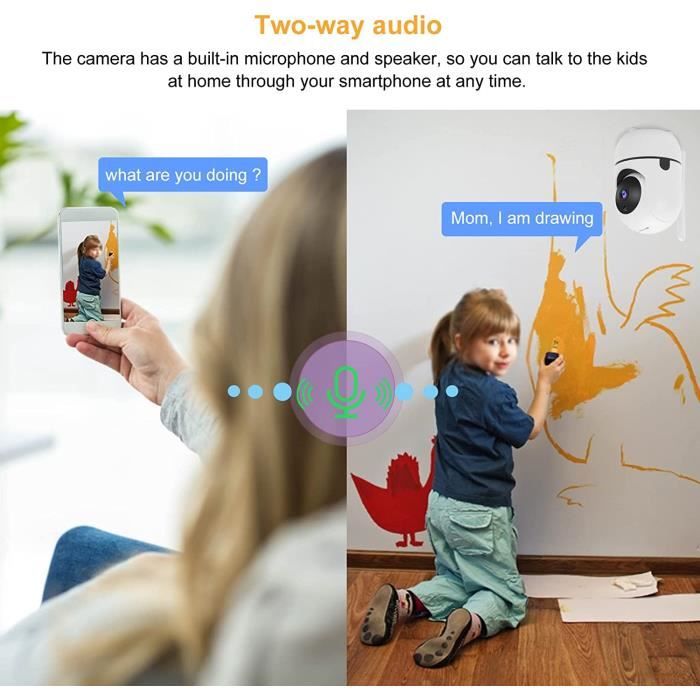 Two-way audio
The camera has a built-in microphone and speaker, so you can talk to the kids
at home through your smartphone at any time.
what are you doing ?
Mom, I am drawing